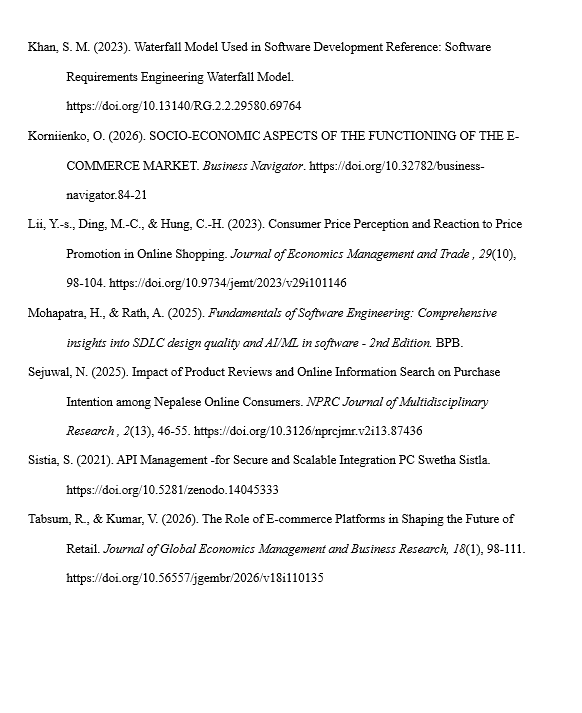 Khan, S. M. (2023). Waterfall Model Used in Software Development Reference: Software
Requirements Engineering Waterfall Model.
https://doi.org/10.13140/RG.2.2.29580.69764
Korniienko, O. (2026). SOCIO-ECONOMIC ASPECTS OF THE FUNCTIONING OF THE E-
COMMERCE MARKET. Business Navigator. https://doi.org/10.32782/business-
navigator.84-21
Lii, Y.-s., Ding, M.-C., & Hung, C.-H. (2023). Consumer Price Perception and Reaction to Price
Promotion in Online Shopping. Journal of Economics Management and Trade , 29(10),
98-104. https://doi.org/10.9734/jemt/2023/v29i101146
Mohapatra, H., & Rath, A. (2025). Fundamentals of Software Engineering: Comprehensive
insights into SDLC design quality and AI/ML in software - 2nd Edition. BPB.
Sejuwal, N. (2025). Impact of Product Reviews and Online Information Search on Purchase
Intention among Nepalese Online Consumers. NPRC Journal of Multidisciplinary
Research , 2(13), 46-55. https://doi.org/10.3126/nprcjmr.v2i13.87436
Sistia, S. (2021). API Management -for Secure and Scalable Integration PC Swetha Sistla.
https://doi.org/10.5281/zenodo.14045333
Tabsum, R., & Kumar, V. (2026). The Role of E-commerce Platforms in Shaping the Future of
Retail. Journal of Global Economics Management and Business Research, 18(1), 98-111.
https://doi.org/10.56557/jgembr/2026/v18i110135